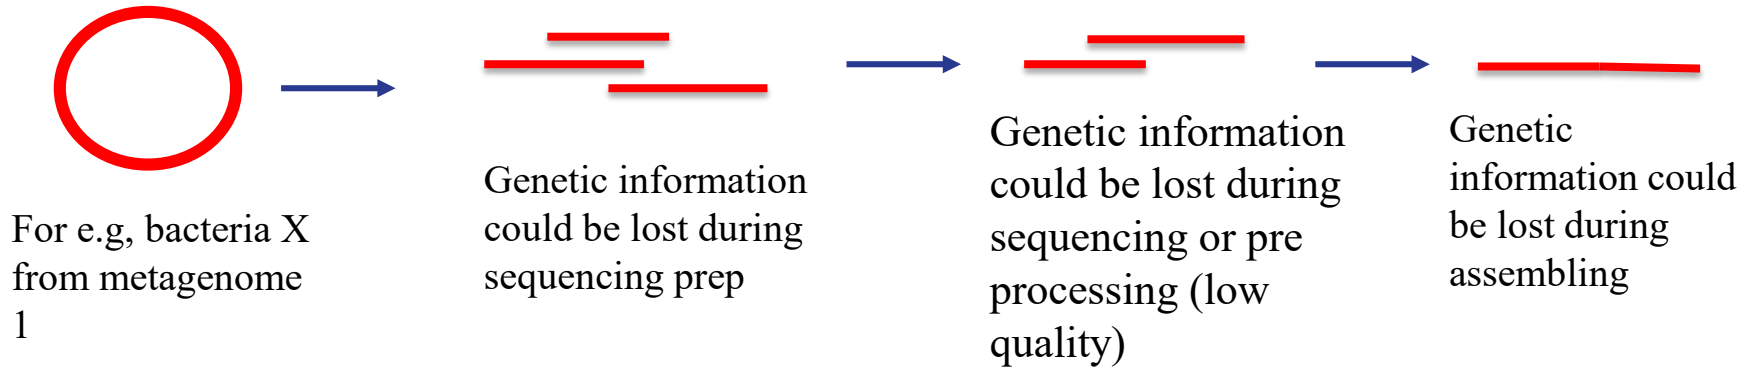 For e.g, bacteria X
from metagenome
1
Genetic information
could be lost during
sequencing prep
Genetic information
could be lost during
sequencing or pre
processing (low
quality)
Genetic
information could
be lost during
assembling